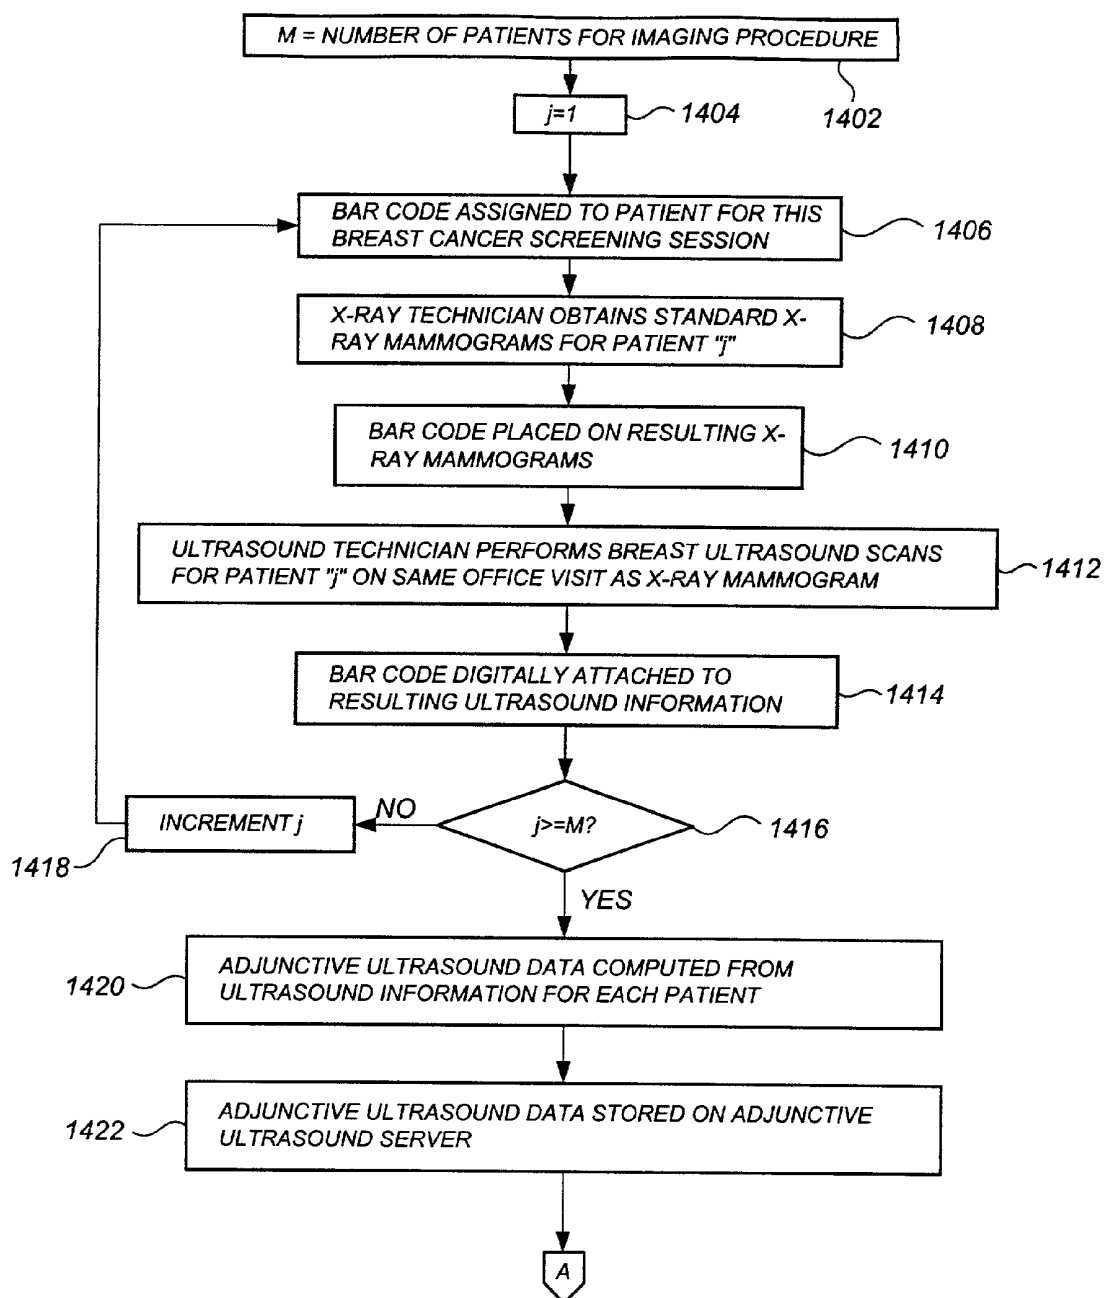 M = NUMBER OF PATIENTS FOR IMAGING PROCEDURE
1402
j=1
1404
BAR CODE ASSIGNED TO PATIENT FOR THIS
BREAST CANCER SCREENING SESSION
1406
X-RAY TECHNICIAN OBTAINS STANDARD X-
RAY MAMMOGRAMS FOR PATIENT "j"
1408
BAR CODE PLACED ON RESULTING X-
RAY MAMMOGRAMS
1410
ULTRASOUND TECHNICIAN PERFORMS BREAST ULTRASOUND SCANS
FOR PATIENT "j" ON SAME OFFICE VISIT AS X-RAY MAMMOGRAM
1412
BAR CODE DIGITALLY ATTACHED TO
RESULTING ULTRASOUND INFORMATION
1414
j>=M?
1416
NO
INCREMENT j
1418
YES
ADJUNCTIVE ULTRASOUND DATA COMPUTED FROM
ULTRASOUND INFORMATION FOR EACH PATIENT
1420
ADJUNCTIVE ULTRASOUND DATA STORED ON ADJUNCTIVE
ULTRASOUND SERVER
1422
A